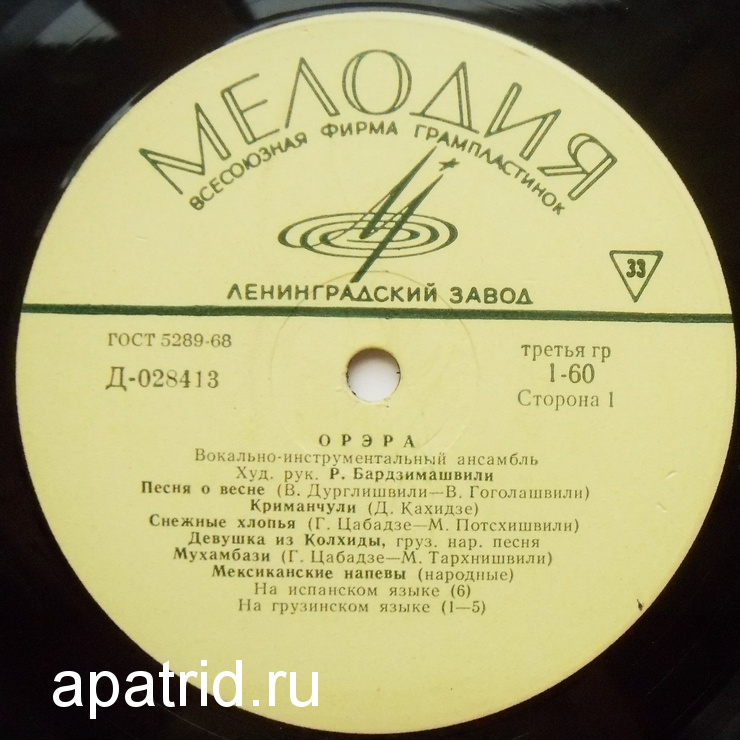 МЕЛОДИЯ
ВСЕСОЮЗНАЯ ФИРМА ГРАМПЛАСТИНОК
ЛЕНИНГРАДСКИЙ ЗАВОД
33
ГОСТ 5289-68
Д-028413
третья гр
1-60
Сторона 1
ОРЭРА
Вокально-инструментальный ансамбль
Худ. рук. Р. Бардзимашвили
Песня о весне (В. Дурглишвили—В. Гоголашвили)
Криманчули (Д. Кахидзе)
Снежные хлопья (Г. Цабадзе—М. Потсхишвили)
Девушка из Колхиды, груз. нар. песня
Мухамбази (Г. Цабадзе—М. Тархнишвили)
Мексиканские напевы (народные)
На испанском языке (6)
На грузинском языке (1—5)
apatrid.ru